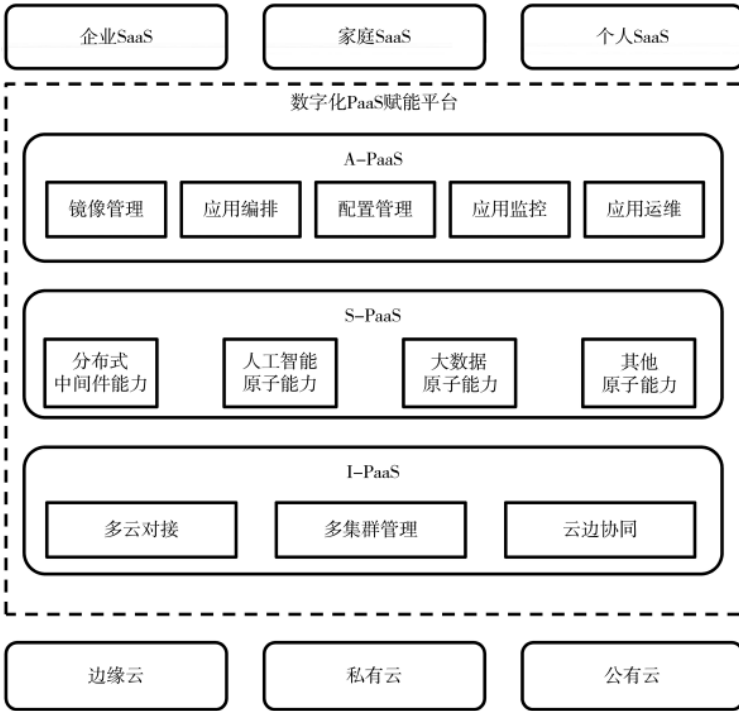 企业SaaS
家庭SaaS
个人SaaS
数字化PaaS赋能平台
A-PaaS
镜像管理
应用编排
配置管理
应用监控
应用运维
S-PaaS
分布式
中间件能力
人工智能
原子能力
大数据
原子能力
其他
原子能力
I-PaaS
多云对接
多集群管理
云边协同
边缘云
私有云
公有云